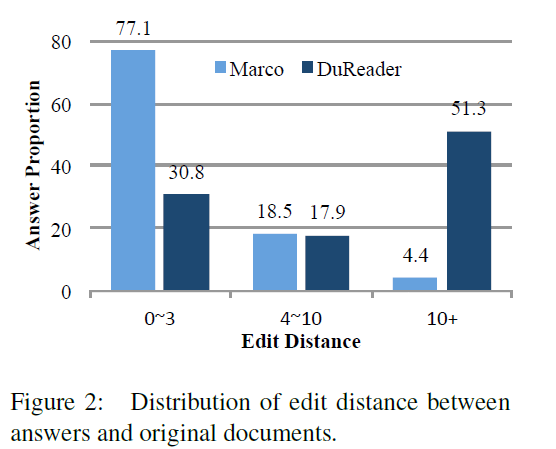 77.1
80
Marco DuReader
Answer Proportion
60
51.3
40
30.8
20
18.5 17.9
4.4
0
0~3 4~10 10+
Edit Distance
Figure 2: Distribution of edit distance between
answers and original documents.